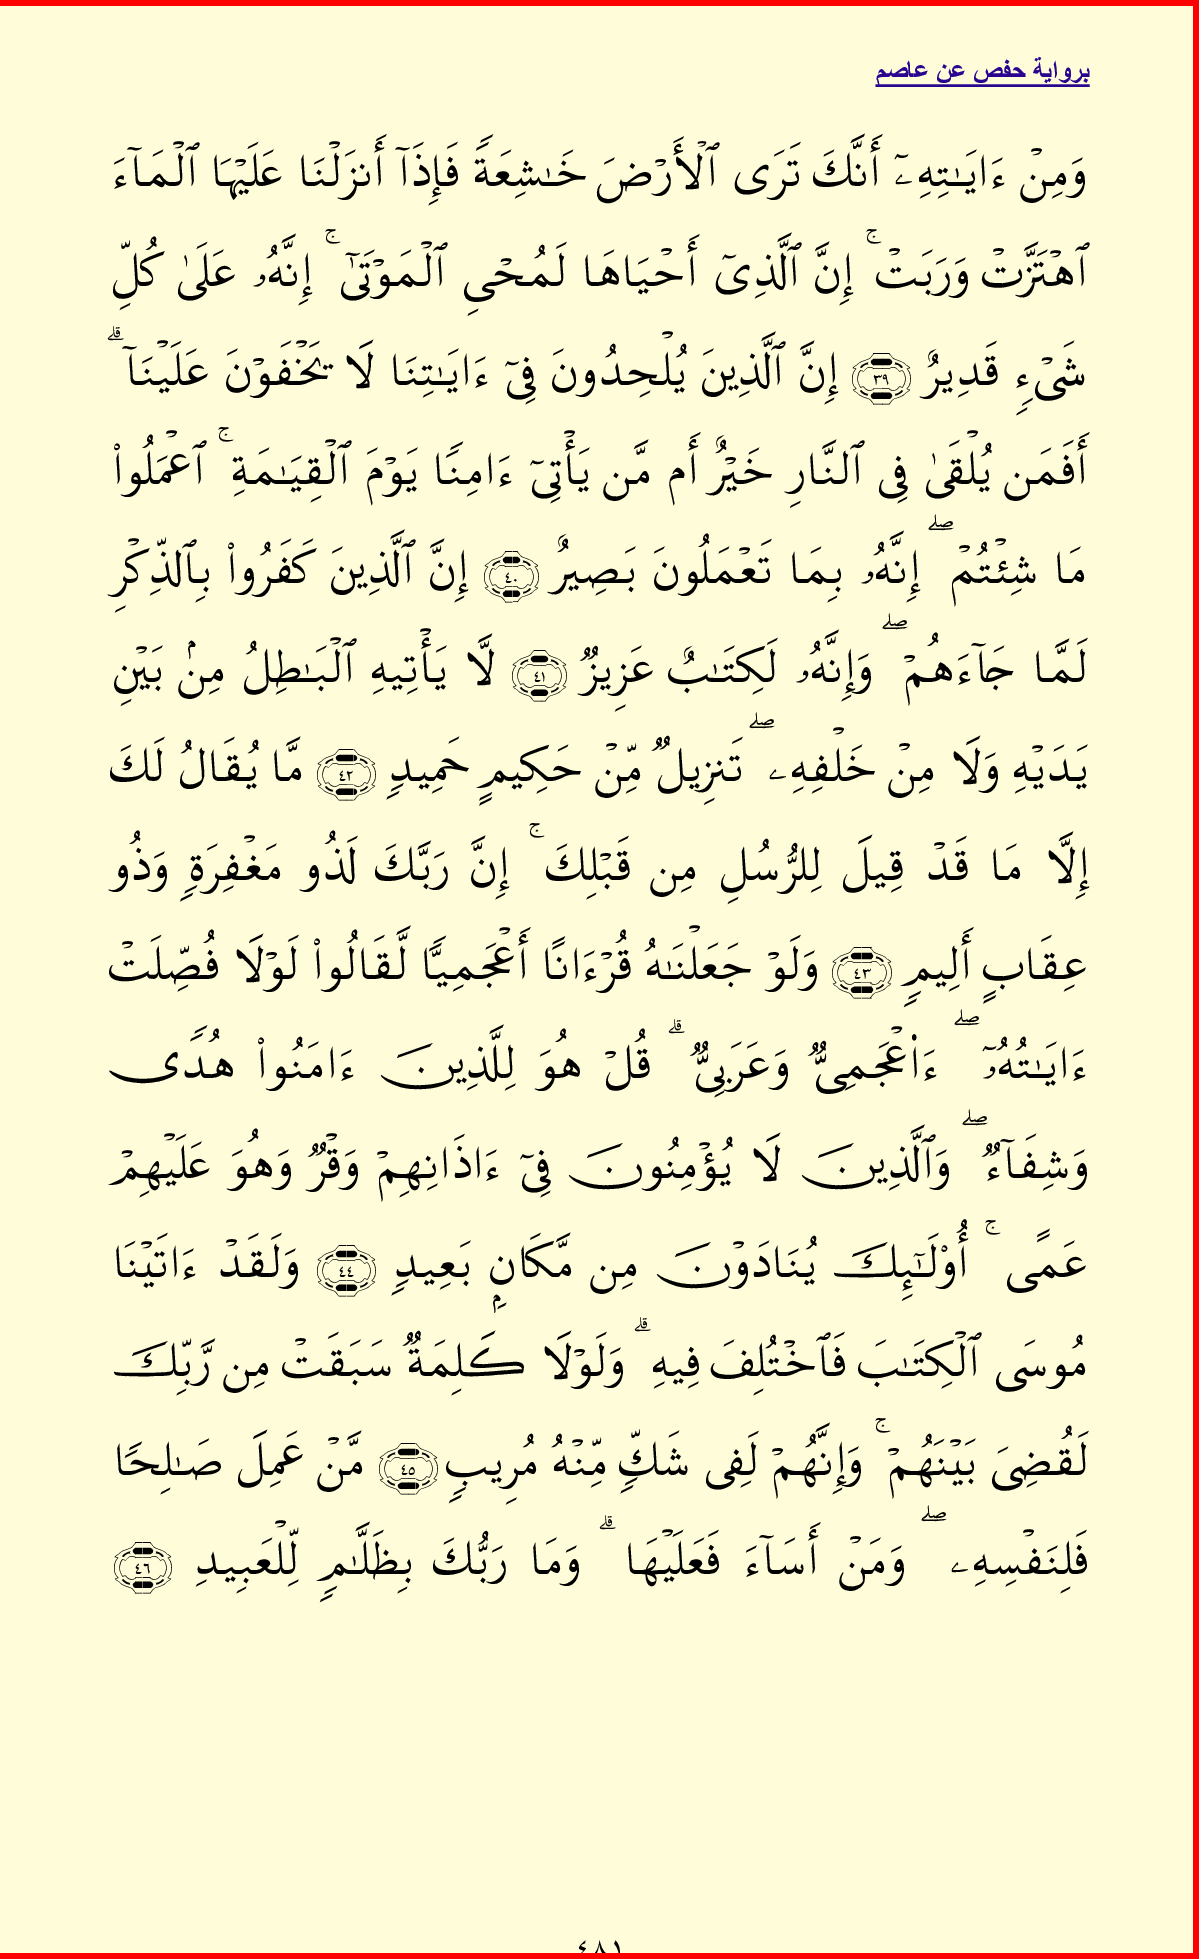 برواية حفص عن عاصم
وَمِنْ ءَايَـٰتِهِۦٓ أَنَّكَ تَرَى ٱلْأَرْضَ خَـٰشِعَةً فَإِذَآ أَنزَلْنَا عَلَيْهَا ٱلْمَآءَ
ٱهْتَزَّتْ وَرَبَتْ ۚ إِنَّ ٱلَّذِىٓ أَحْيَاهَا لَمُحْىِ ٱلْمَوْتَىٰٓ ۚ إِنَّهُۥ عَلَىٰ كُلِّ
شَىْءٍ قَدِيرٌ ٣٩ إِنَّ ٱلَّذِينَ يُلْحِدُونَ فِىٓ ءَايَـٰتِنَا لَا يَخْفَوْنَ عَلَيْنَآ ۗ
أَفَمَن يُلْقَىٰ فِى ٱلنَّارِ خَيْرٌ أَم مَّن يَأْتِىٓ ءَامِنًا يَوْمَ ٱلْقِيَـٰمَةِ ۚ ٱعْمَلُوا۟
مَا شِئْتُمْ ۖ إِنَّهُۥ بِمَا تَعْمَلُونَ بَصِيرٌ ٤٠ إِنَّ ٱلَّذِينَ كَفَرُوا۟ بِٱلذِّكْرِ
لَمَّا جَآءَهُمْ ۖ وَإِنَّهُۥ لَكِتَـٰبٌ عَزِيزٌ ٤١ لَّا يَأْتِيهِ ٱلْبَـٰطِلُ مِنۢ بَيْنِ
يَدَيْهِ وَلَا مِنْ خَلْفِهِۦ ۖ تَنزِيلٌ مِّنْ حَكِيمٍ حَمِيدٍ ٤٢ مَّا يُقَالُ لَكَ
إِلَّا مَا قَدْ قِيلَ لِلرُّسُلِ مِن قَبْلِكَ ۚ إِنَّ رَبَّكَ لَذُو مَغْفِرَةٍ وَذُو
عِقَابٍ أَلِيمٍ ٤٣ وَلَوْ جَعَلْنَـٰهُ قُرْءَانًا أَعْجَمِيًّا لَّقَالُوا۟ لَوْلَا فُصِّلَتْ
ءَايَـٰتُهُۥٓ ۖ ءَا۬عْجَمِىٌّ وَعَرَبِىٌّ ۗ قُلْ هُوَ لِلَّذِينَ ءَامَنُوا۟ هُدًى
وَشِفَآءٌ ۖ وَٱلَّذِينَ لَا يُؤْمِنُونَ فِىٓ ءَاذَانِهِمْ وَقْرٌ وَهُوَ عَلَيْهِمْ
عَمًى ۚ أُو۟لَـٰٓئِكَ يُنَادَوْنَ مِن مَّكَانٍۭ بَعِيدٍ ٤٤ وَلَقَدْ ءَاتَيْنَا
مُوسَى ٱلْكِتَـٰبَ فَٱخْتُلِفَ فِيهِ ۗ وَلَوْلَا كَلِمَةٌ سَبَقَتْ مِن رَّبِّكَ
لَقُضِىَ بَيْنَهُمْ ۚ وَإِنَّهُمْ لَفِى شَكٍّ مِّنْهُ مُرِيبٍ ٤٥ مَّنْ عَمِلَ صَـٰلِحًا
فَلِنَفْسِهِۦ ۖ وَمَنْ أَسَآءَ فَعَلَيْهَا ۗ وَمَا رَبُّكَ بِظَلَّـٰمٍ لِّلْعَبِيدِ ٤٦
٤٨١